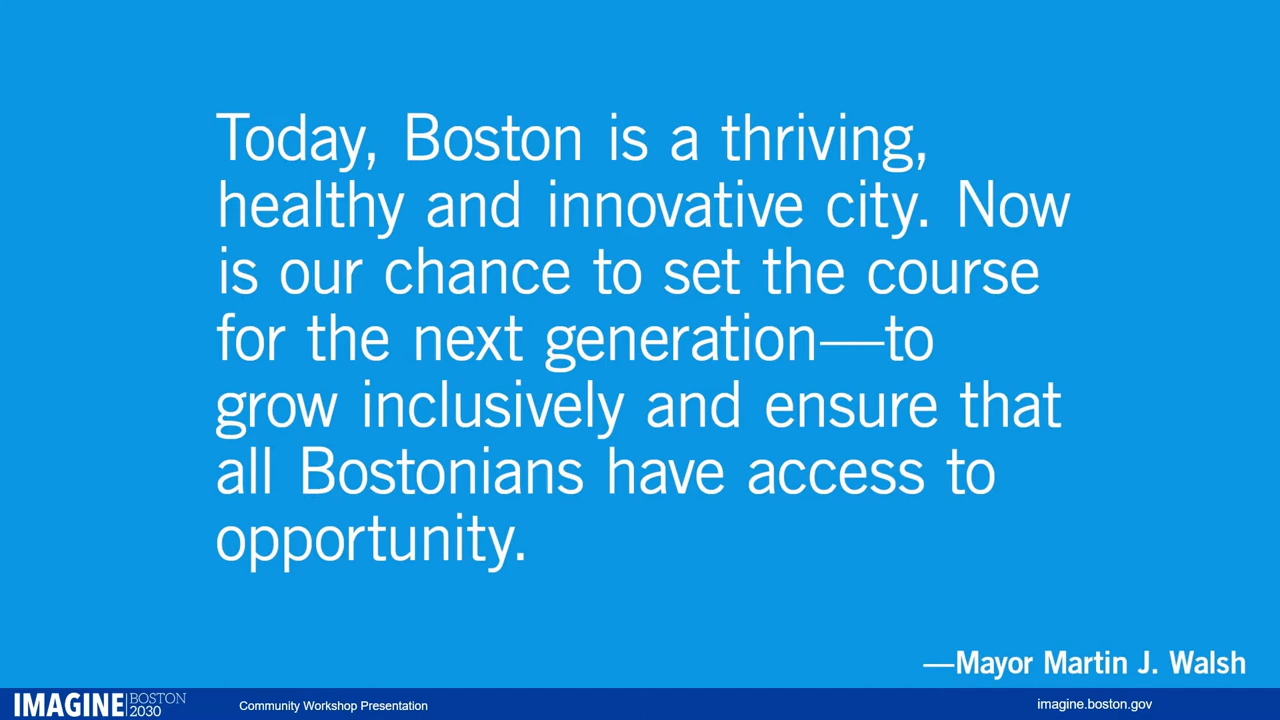 Today, Boston is a thriving,
healthy and innovative city. Now
is our chance to set the course
for the next generation—to
grow inclusively and ensure that
all Bostonians have access to
opportunity.
—Mayor Martin J. Walsh
IMAGINE BOSTON 2030
Community Workshop Presentation
imagine.boston.gov